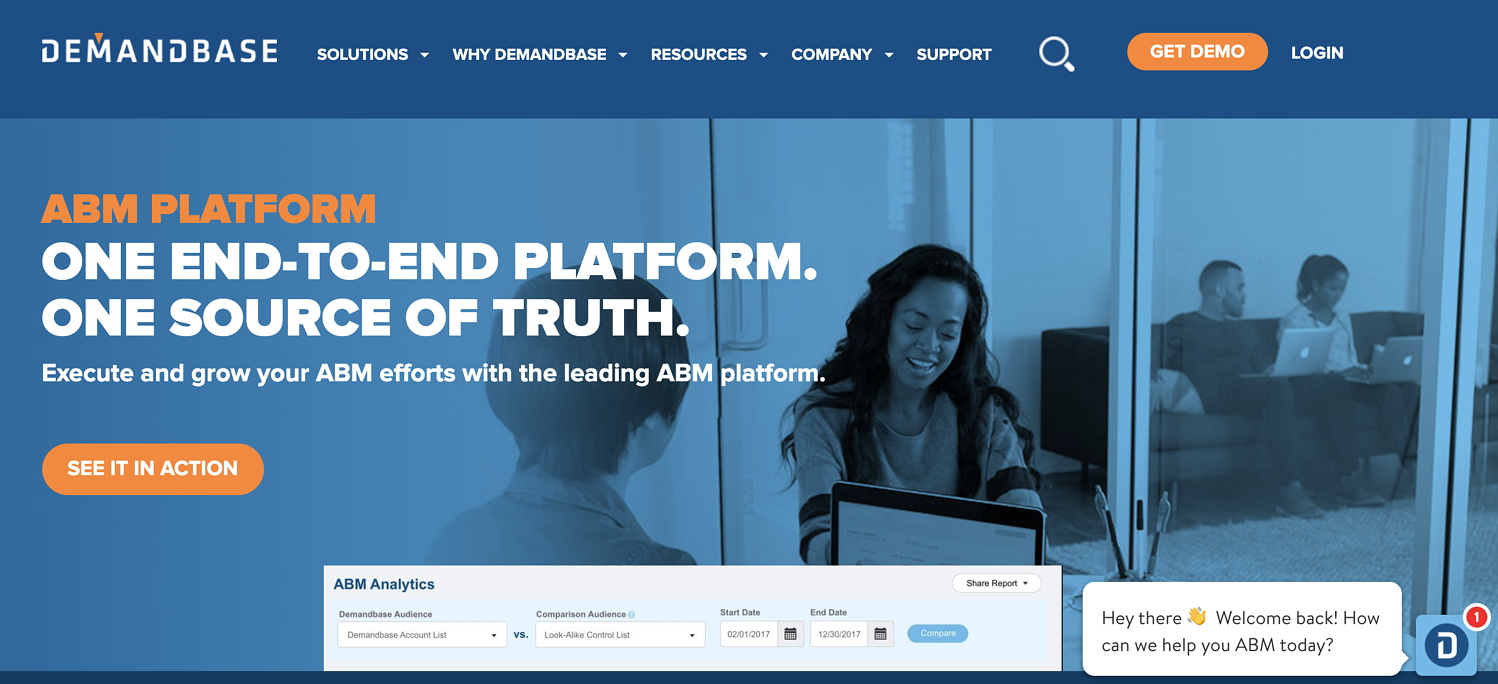 DEMANDBASE
SOLUTIONS WHY DEMANDBASE RESOURCES COMPANY SUPPORT
GET DEMO LOGIN
ABM PLATFORM
ONE END-TO-END PLATFORM.
ONE SOURCE OF TRUTH.
Execute and grow your ABM efforts with the leading ABM platform.
SEE IT IN ACTION
ABM Analytics
Share Report
Demandbase Audience
Comparison Audience
Start Date
End Date
Demandbase Account List
vs.
Look-Alike Control List
02/01/2017
12/30/2017
Compare
Hey there 👋 Welcome back! How
can we help you ABM today?
1
D